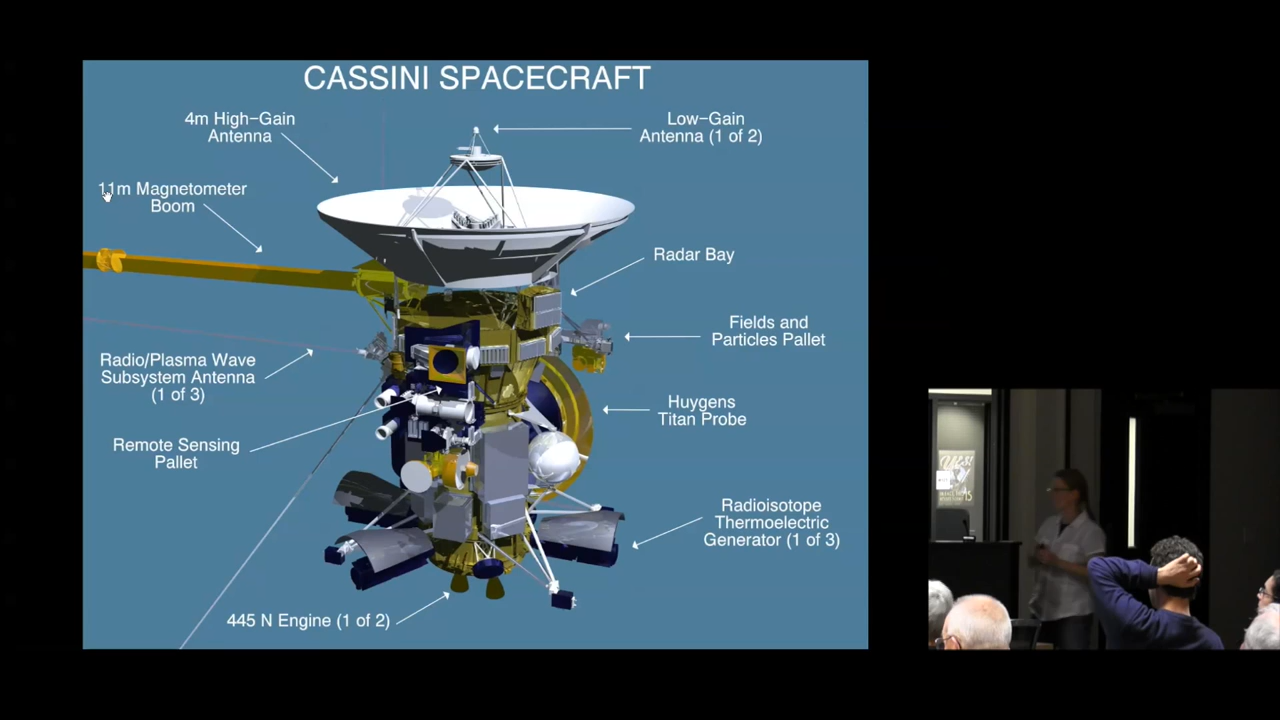 CASSINI SPACECRAFT
4m High-Gain
Antenna
Low-Gain
Antenna (1 of 2)
11m Magnetometer
Boom
Radar Bay
Fields and
Particles Pallet
Radio/Plasma Wave
Subsystem Antenna
(1 of 3)
Huygens
Titan Probe
Remote Sensing
Pallet
Radioisotope
Thermoelectric
Generator (1 of 3)
445 N Engine (1 of 2)